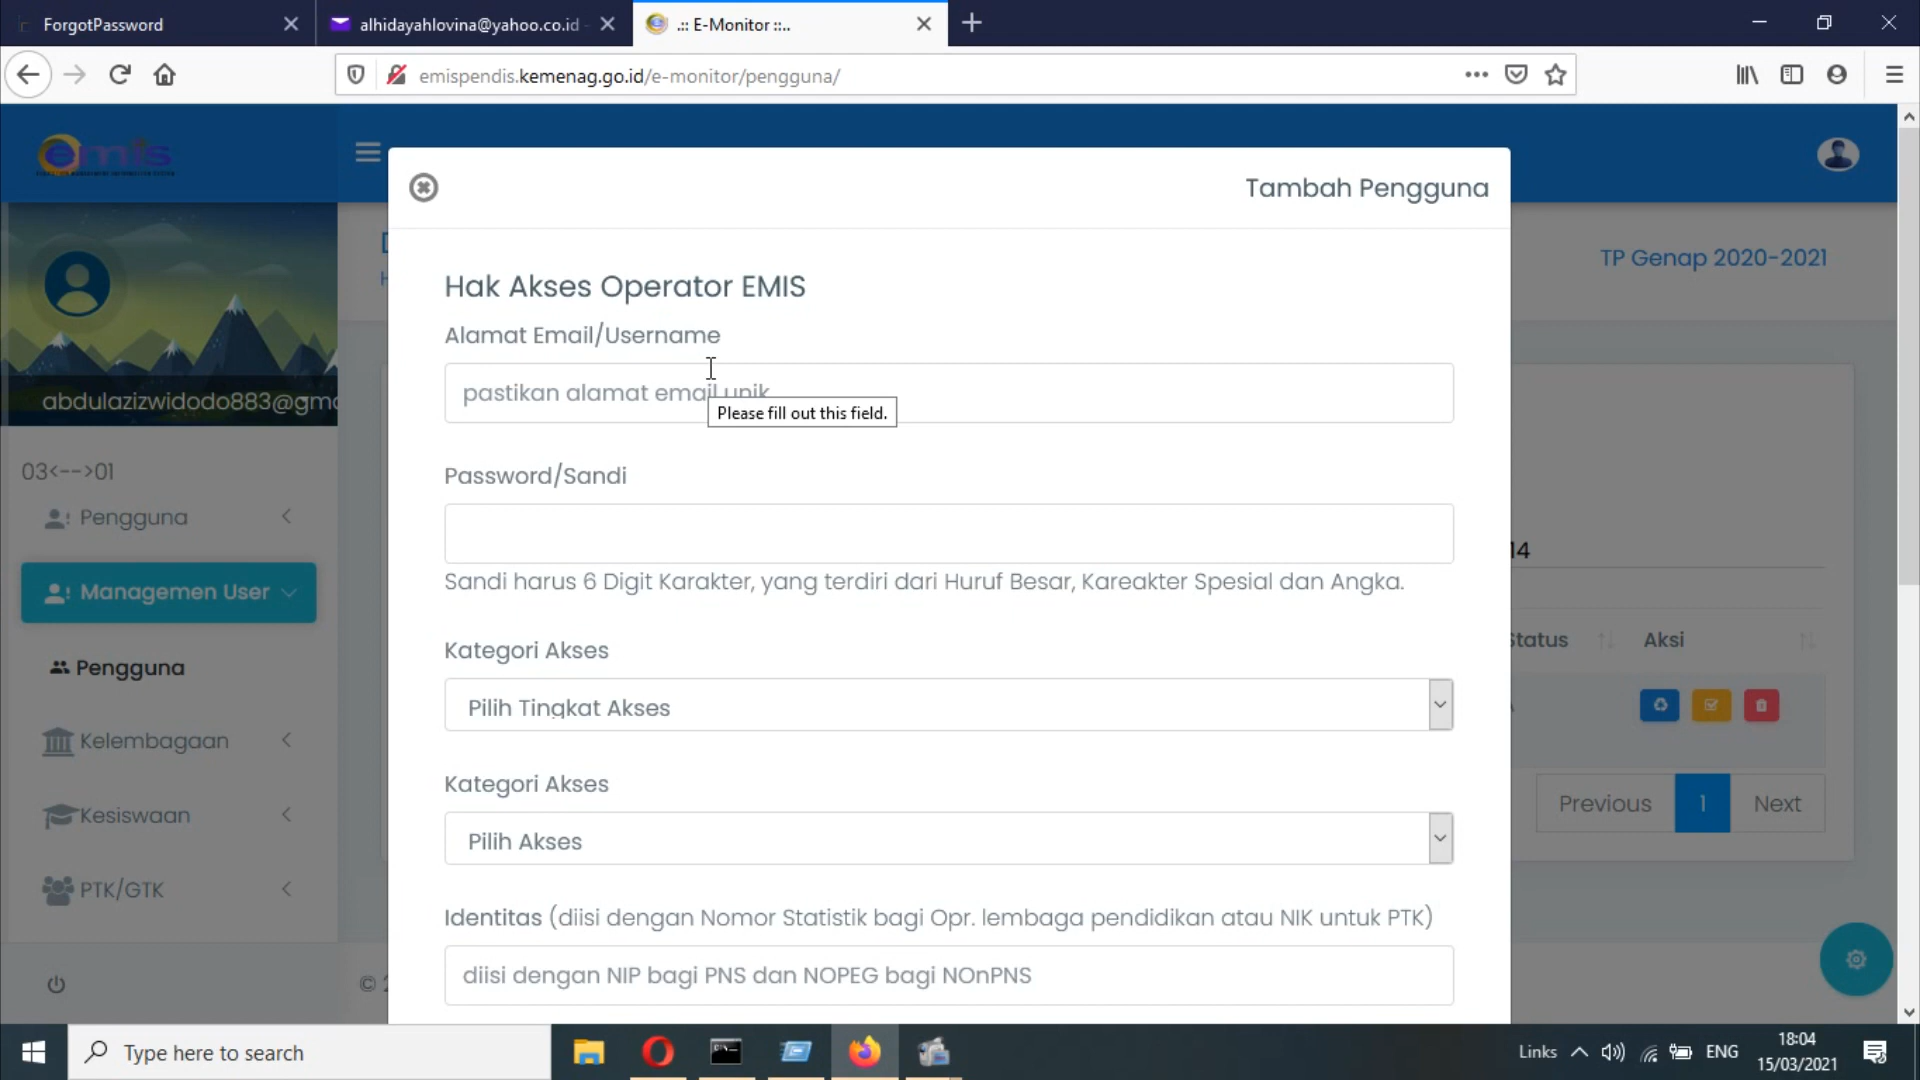 ForgotPassword
alhidayahlovina@yahoo.co.id -
.:: E-Monitor ::..
emispendis.kemenag.go.id/e-monitor/pengguna/
emis
Tambah Pengguna
TP Genap 2020-2021
Hak Akses Operator EMIS
Alamat Email/Username
pastikan alamat email unik
Please fill out this field.
abdulazizwidodo883@gma
03<-->01
Pengguna
Password/Sandi
Sandi harus 6 Digit Karakter, yang terdiri dari Huruf Besar, Kareakter Spesial dan Angka.
14
Managemen User
Kategori Akses
Status
Aksi
Pengguna
Pilih Tingkat Akses
Kelembagaan
Kategori Akses
Previous
1
Next
Kesiswaan
Pilih Akses
PTK/GTK
Identitas (diisi dengan Nomor Statistik bagi Opr. lembaga pendidikan atau NIK untuk PTK)
diisi dengan NIP bagi PNS dan NOPEG bagi NOnPNS
©
Type here to search
Links
ENG
18:04
15/03/2021